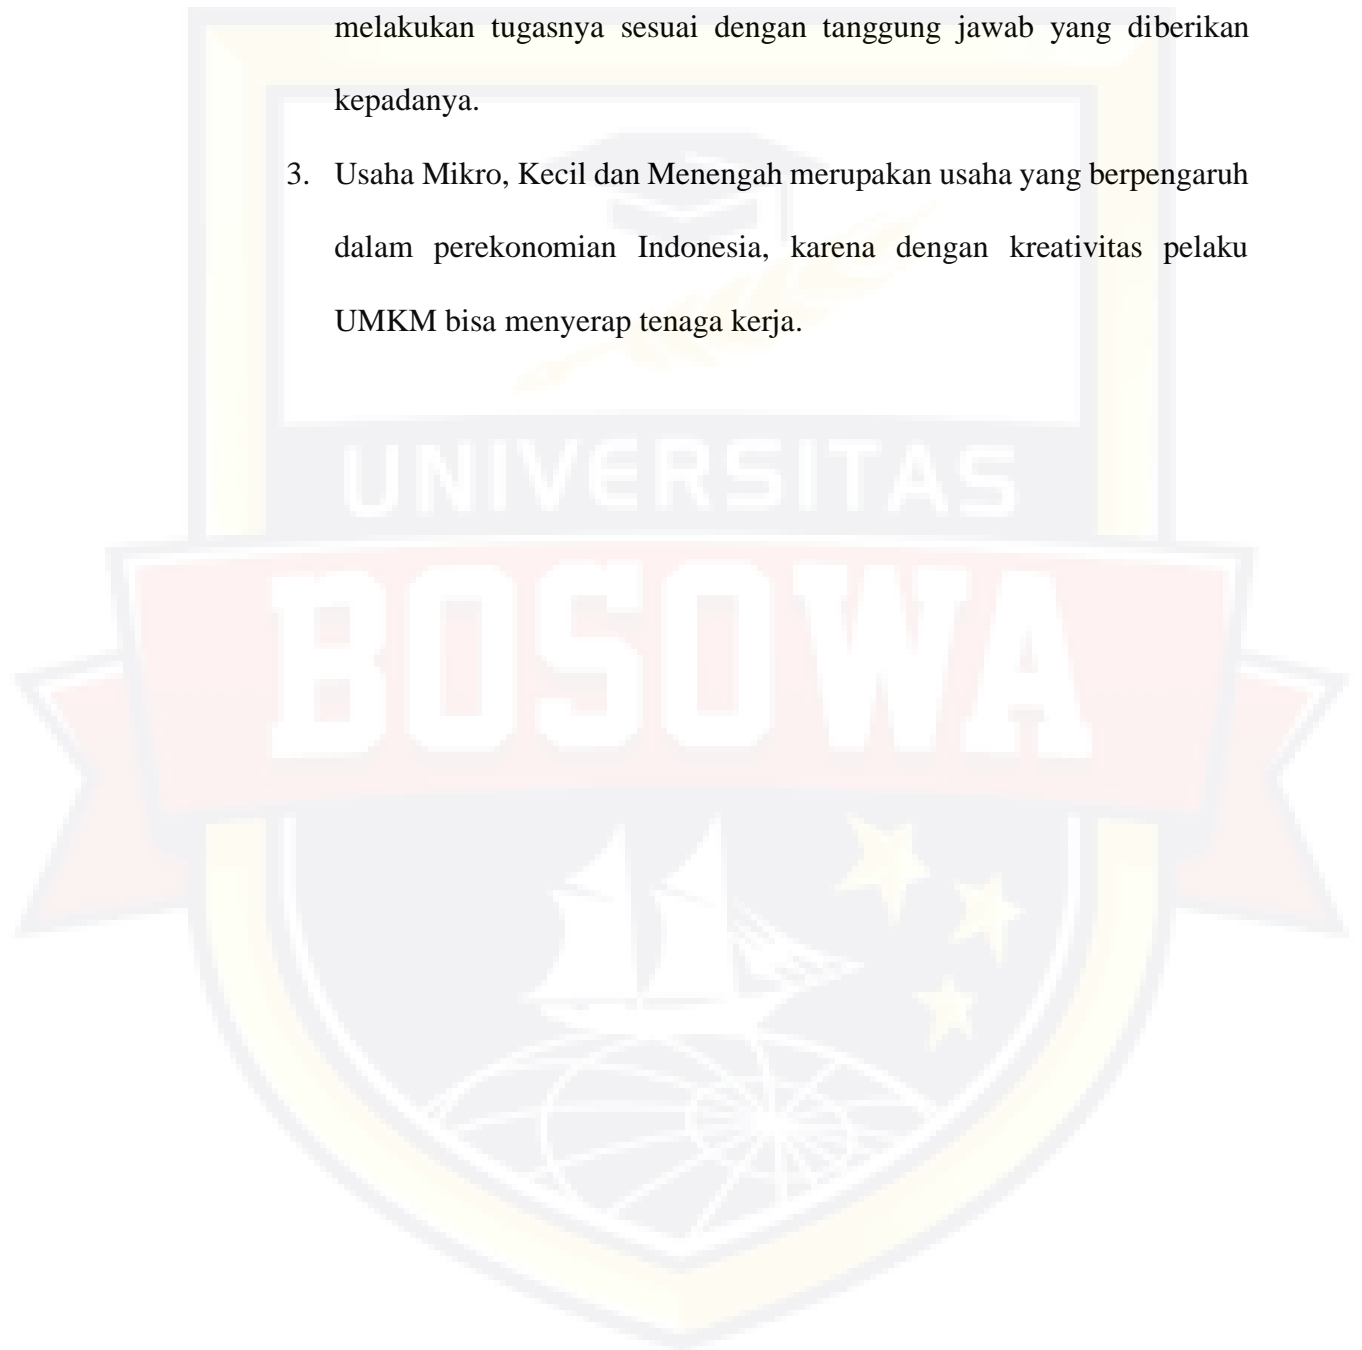 melakukan tugasnya sesuai dengan tanggung jawab yang diberikan
kepadanya.
3. Usaha Mikro, Kecil dan Menengah merupakan usaha yang berpengaruh
dalam perekonomian Indonesia, karena dengan kreativitas pelaku
UMKM bisa menyerap tenaga kerja.
UNIVERSITAS
BOSOWA